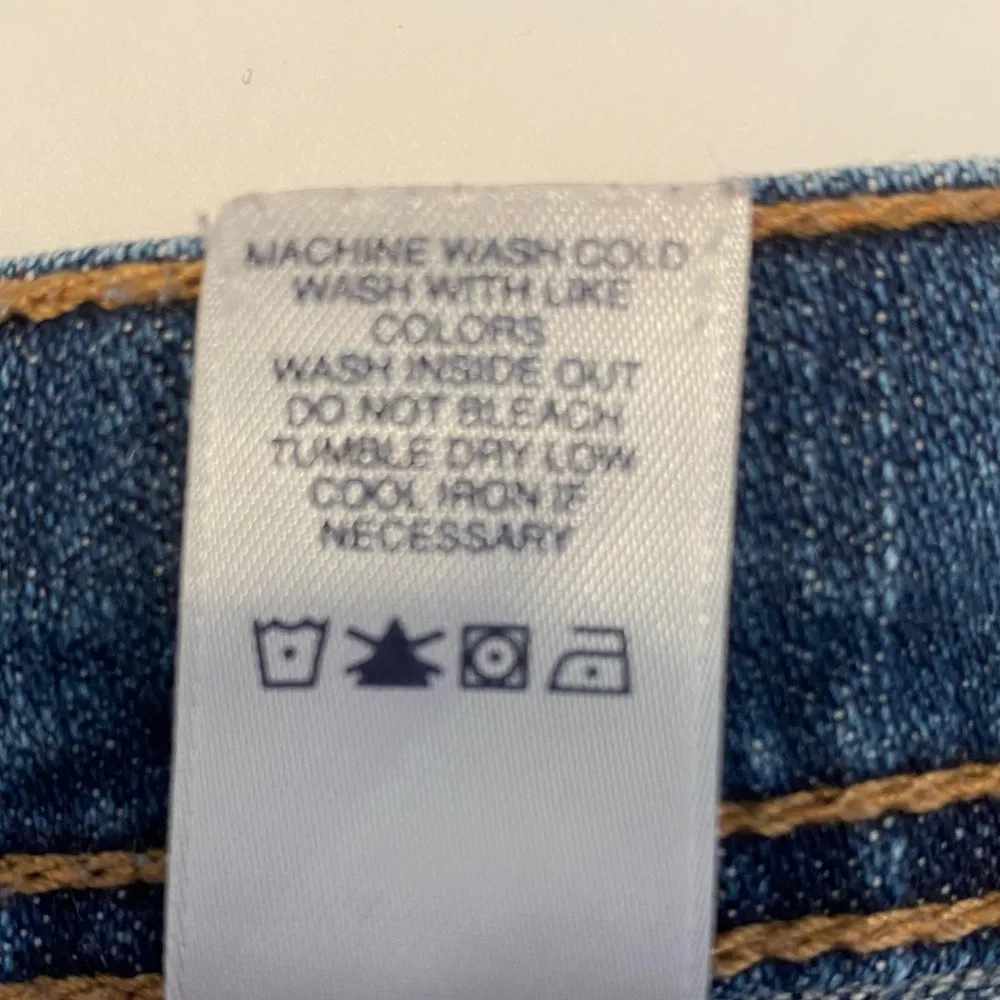 MACHINE WASH COLD
WASH WITH LIKE
COLORS
WASH INSIDE OUT
DO NOT BLEACH
TUMBLE DRY LOW
COOL IRON IF
NECESSARY